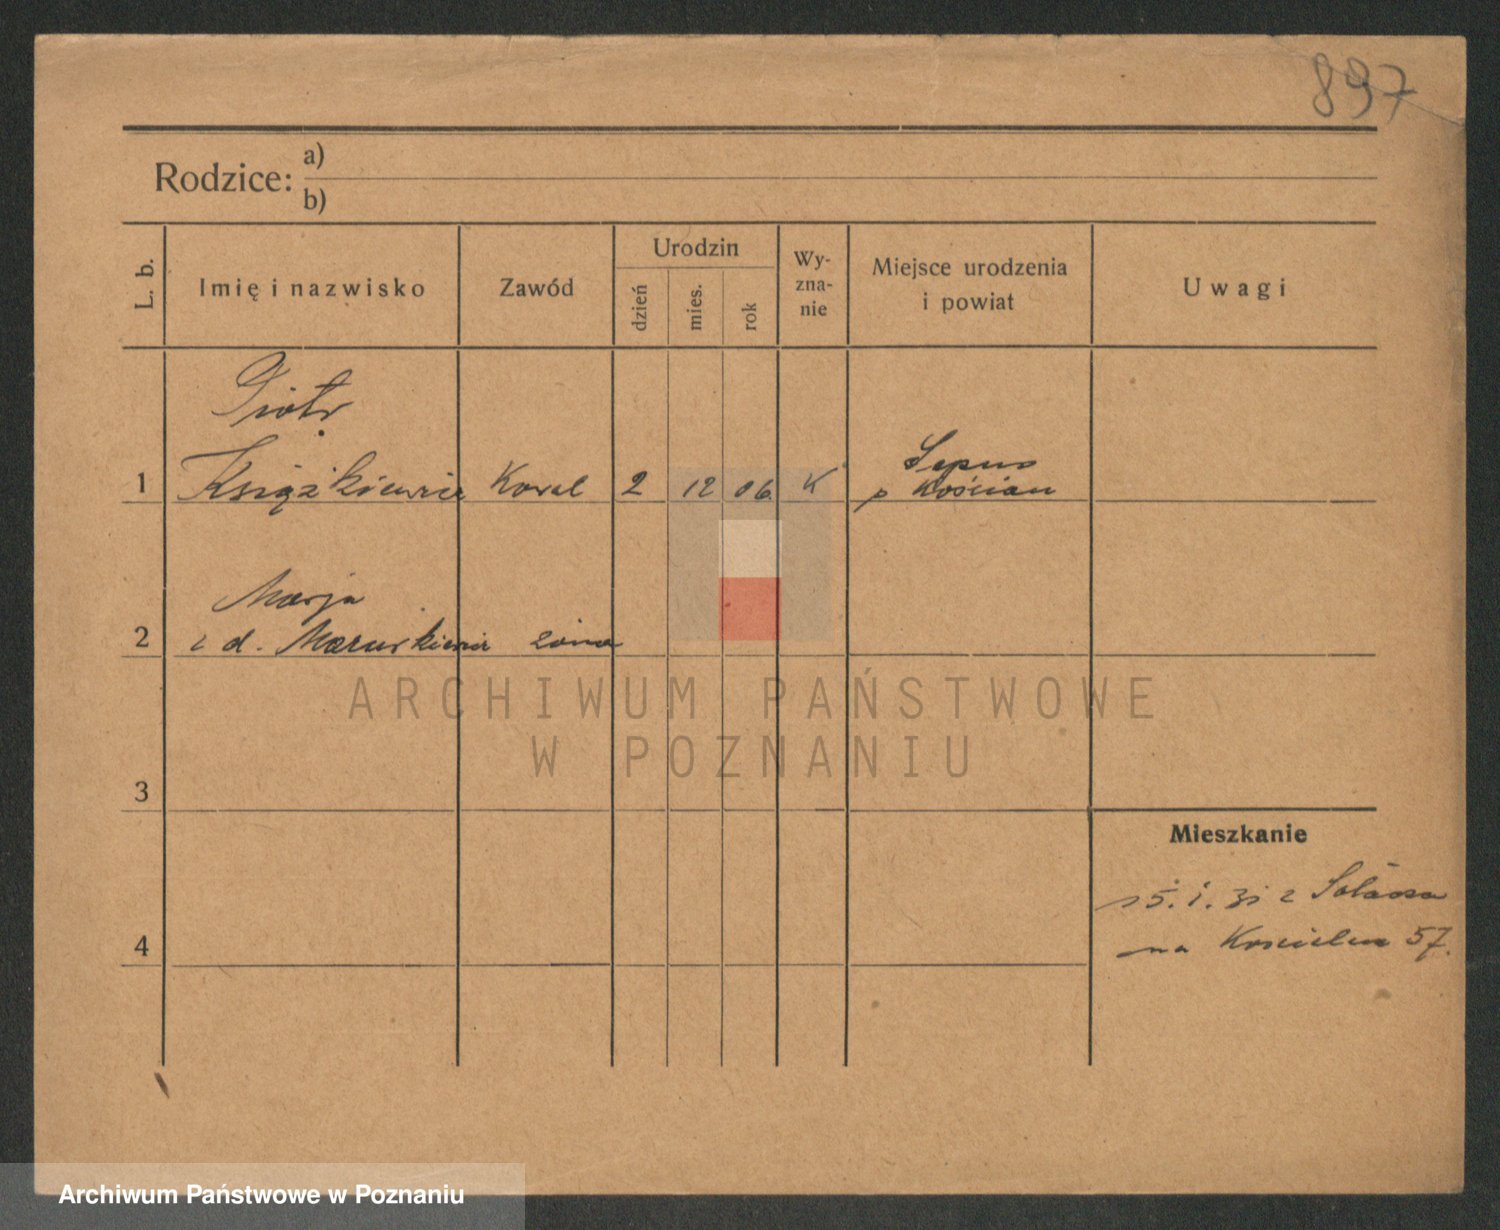 897
Rodzice: a)
b)
L. b.
Imię i nazwisko
Zawód
Urodzin
dzień
mies.
rok
Wy-
zna-
nie
Miejsce urodzenia
i powiat
Uwagi
Piotr
1 Książkiewicz Kowal 2 12 06. K
p Kościan
Marja
2 z d. żona
ARCHIWUM PAŃSTWOWE
W POZNANIU
3
Mieszkanie
4
15. 1. 31 z Sołacza
na Kościelna 57.
Archiwum Państwowe w Poznaniu